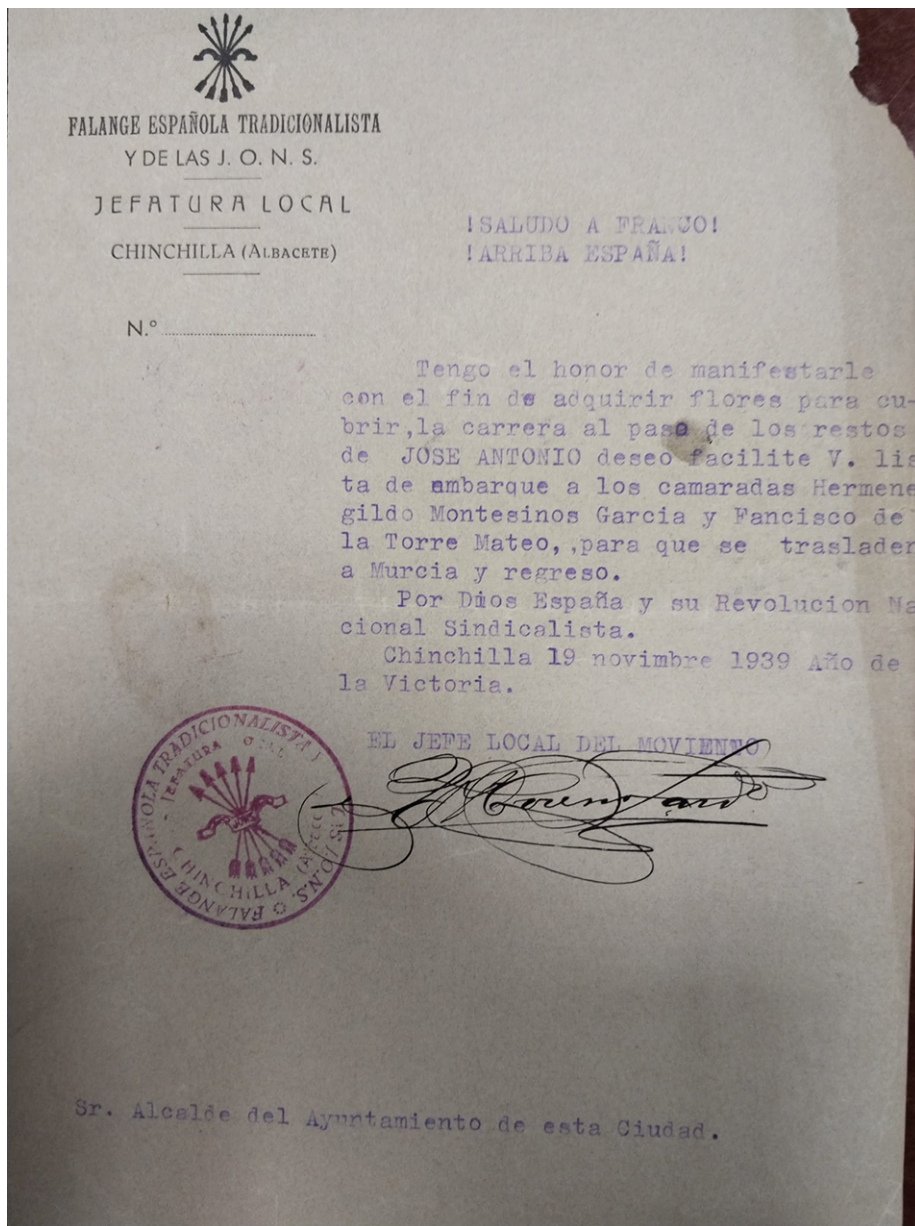 FALANGE ESPAÑOLA TRADICIONALISTA
Y DE LAS J. O. N. S.
JEFATURA LOCAL
CHINCHILLA (ALBACETE)
N.º
!SALUDO A FRANCO!
!ARRIBA ESPAÑA!
Tengo el honor de manifestarle
con el fin de adquirir flores para cu-
brir,la carrera al paso de los restos
de JOSE ANTONIO deseo facilite V. lis
ta de embarque a los camaradas Hermene
gildo Montesinos Garcia y Fancisco de
la Torre Mateo,,para que se trasladen
a Murcia y regreso.
Por Dios España y su Revolucion Na
cional Sindicalista.
Chinchilla 19 novimbre 1939 Año de
la Victoria.
EL JEFE LOCAL DEL MOVIENTO
FALANGE ESPAÑOLA TRADICIONALISTA Y
J.O.N.S.
JEFATURA
CHINCHILLA
Sr. Alcalde del Ayuntamiento de esta Ciudad.